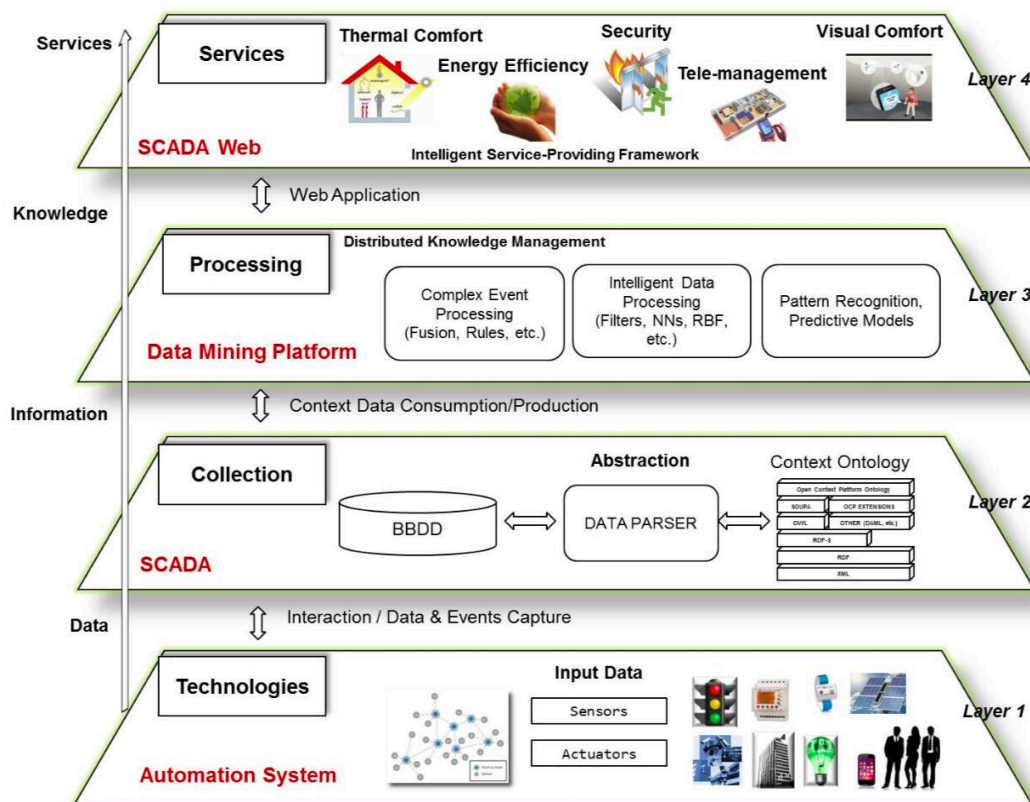 Services
Services
Thermal Comfort
Energy Efficiency
Security
Tele-management
Visual Comfort
Layer 4
SCADA Web
Intelligent Service-Providing Framework
Web Application
Knowledge
Processing
Distributed Knowledge Management
Complex Event
Processing
(Fusion, Rules, etc.)
Intelligent Data
Processing
(Filters, NNs, RBF,
etc.)
Pattern Recognition,
Predictive Models
Layer 3
Data Mining Platform
Information
Context Data Consumption/Production
Collection
BBDD
Abstraction
DATA PARSER
Context Ontology
Open Context Platform Ontology
SOUPA
OCP EXTENSIONS
OWL
OTHER (DAML, etc.)
RDF-S
RDF
XML
Layer 2
SCADA
Data
Interaction / Data & Events Capture
Technologies
Input Data
Sensors
Actuators
Layer 1
Automation System